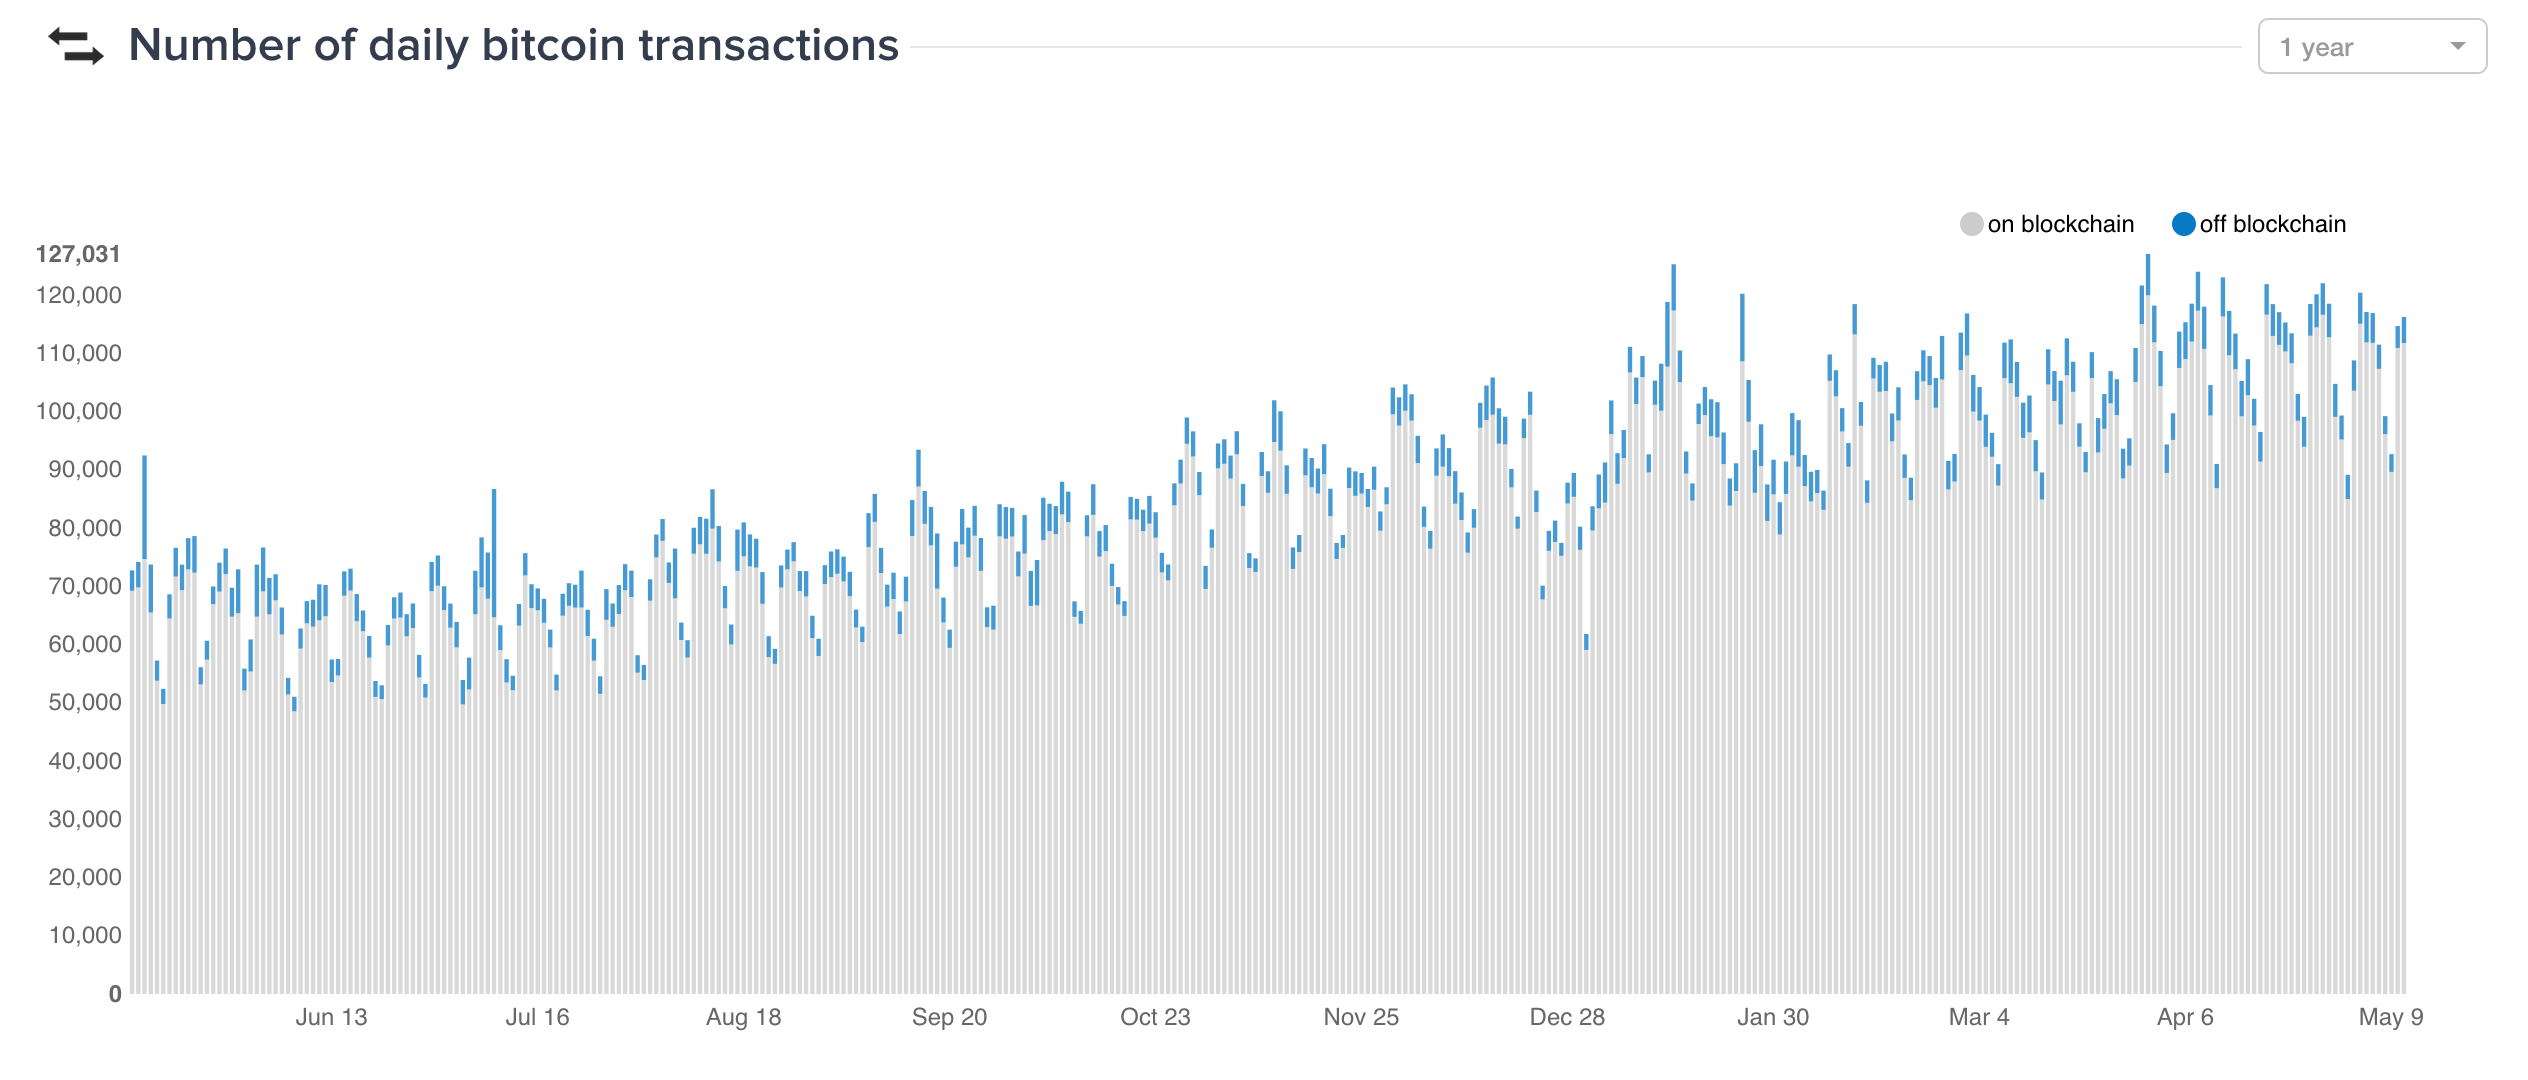 Number of daily bitcoin transactions
1 year
on blockchain
off blockchain
127,031
120,000
110,000
100,000
90,000
80,000
70,000
60,000
50,000
40,000
30,000
20,000
10,000
0
Jun 13
Jul 16
Aug 18
Sep 20
Oct 23
Nov 25
Dec 28
Jan 30
Mar 4
Apr 6
May 9